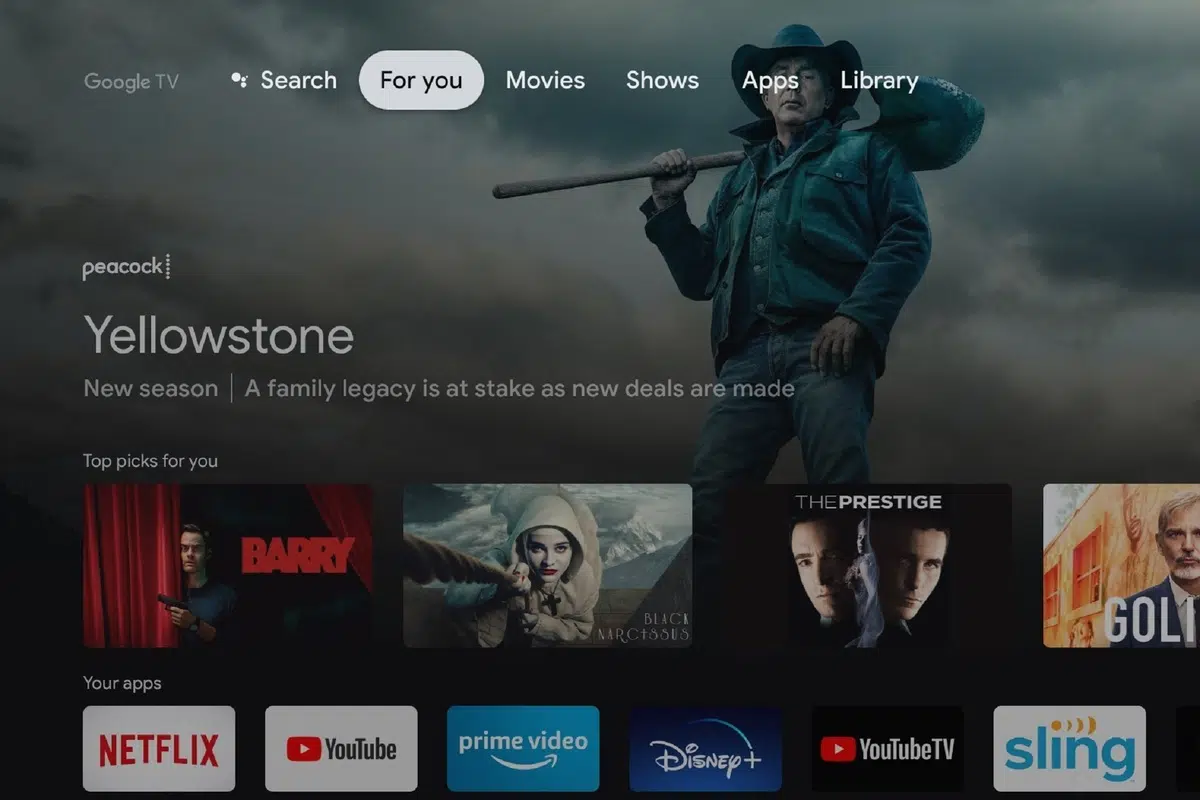 Google TV Search For you Movies Shows Apps Library
peacock
Yellowstone
New season | A family legacy is at stake as new deals are made
Top picks for you
BARRY
BLACK
NARCISSUS
THE PRESTIGE
GOLI
Your apps
NETFLIX
YouTube
prime video
Disney+
YouTube TV
sling